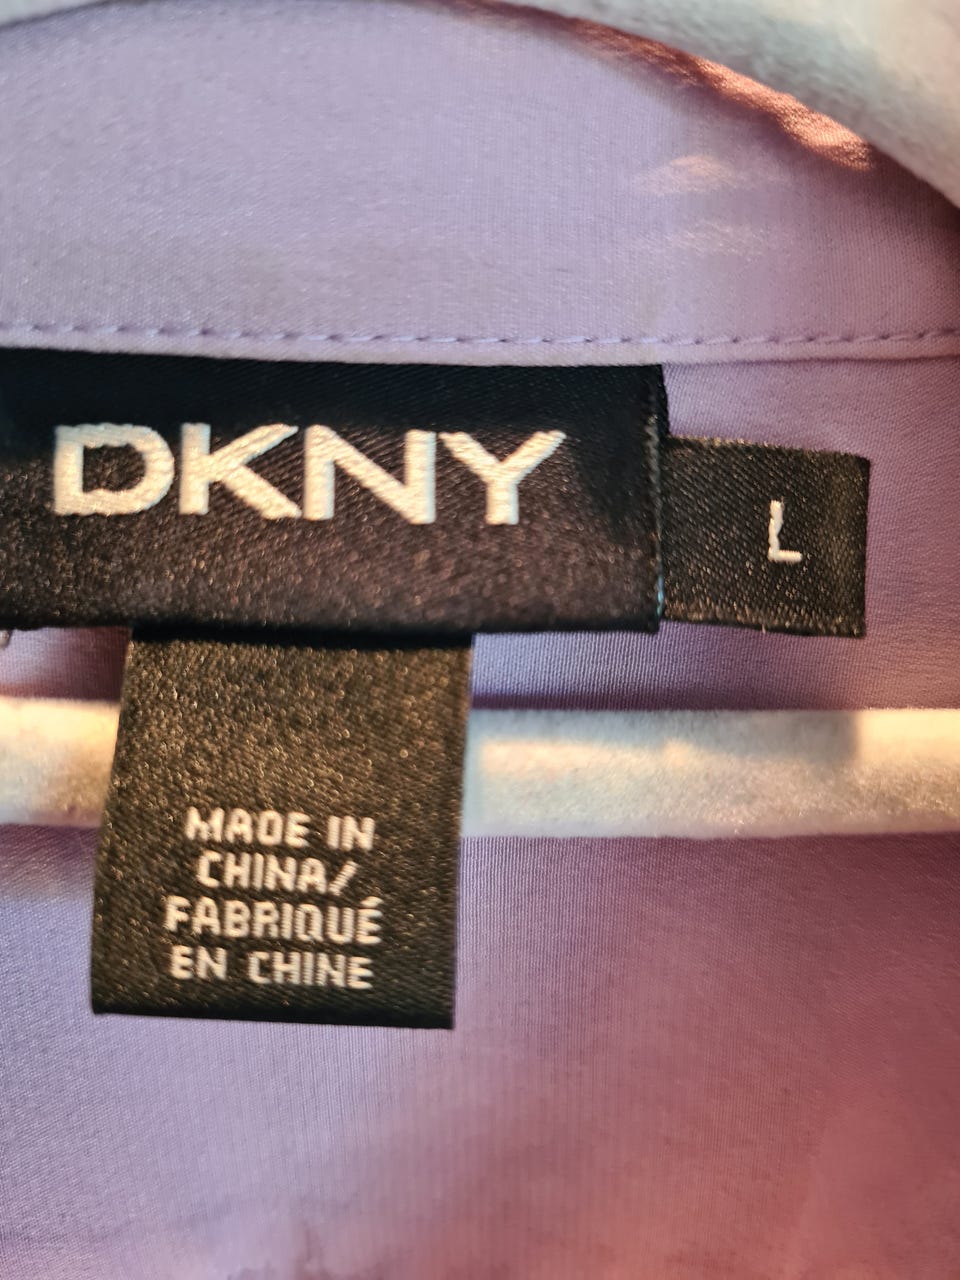 DKNY
L
MADE IN
CHINA/
FABRIQUÉ
EN CHINE